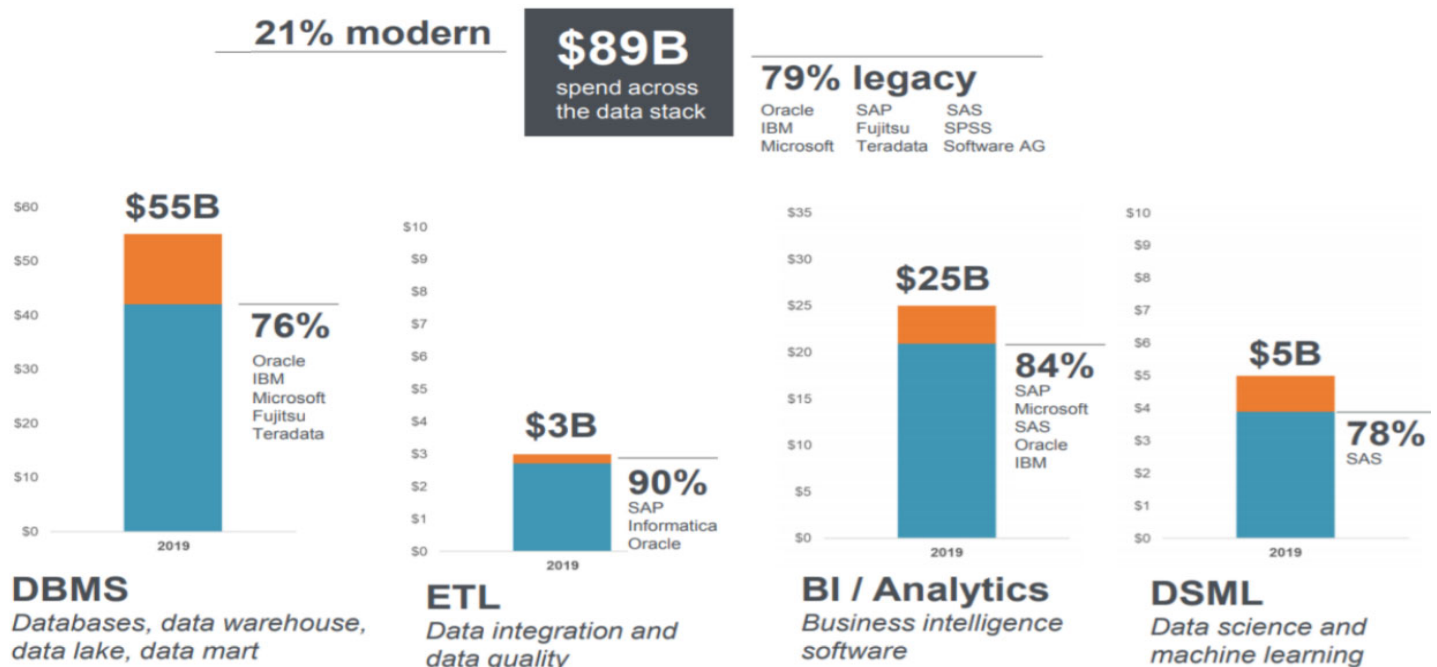 21% modern
$89B
spend across
the data stack
79% legacy
Oracle SAP SAS
IBM Fujitsu SPSS
Microsoft Teradata Software AG
$60
$50
$40
$30
$20
$10
$0
$55B
76%
Oracle
IBM
Microsoft
Fujitsu
Teradata
2019
DBMS
Databases, data warehouse,
data lake, data mart
$10
$9
$8
$7
$6
$5
$4
$3
$2
$1
$0
$3B
90%
SAP
Informatica
Oracle
2019
ETL
Data integration and
data quality
$35
$30
$25
$20
$15
$10
$5
$0
$25B
84%
SAP
Microsoft
SAS
Oracle
IBM
2019
BI / Analytics
Business intelligence
software
$10
$9
$8
$7
$6
$5
$4
$3
$2
$1
$0
$5B
78%
SAS
2019
DSML
Data science and
machine learning